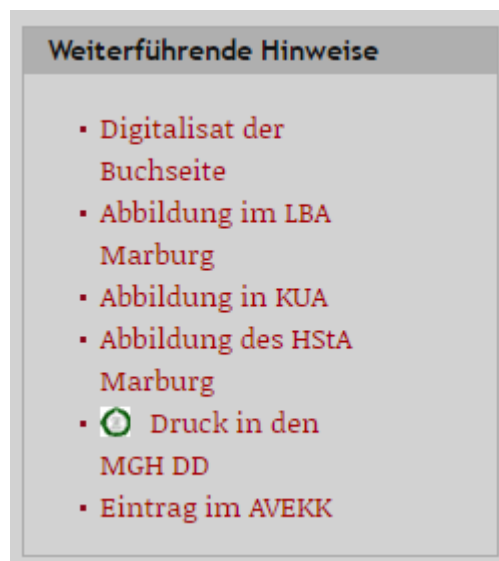 Weiterführende Hinweise
Digitalisat der
Buchseite
Abbildung im LBA
Marburg
Abbildung in KUA
Abbildung des HStA
Marburg
Druck in den
MGH DD
Eintrag im AVEKK